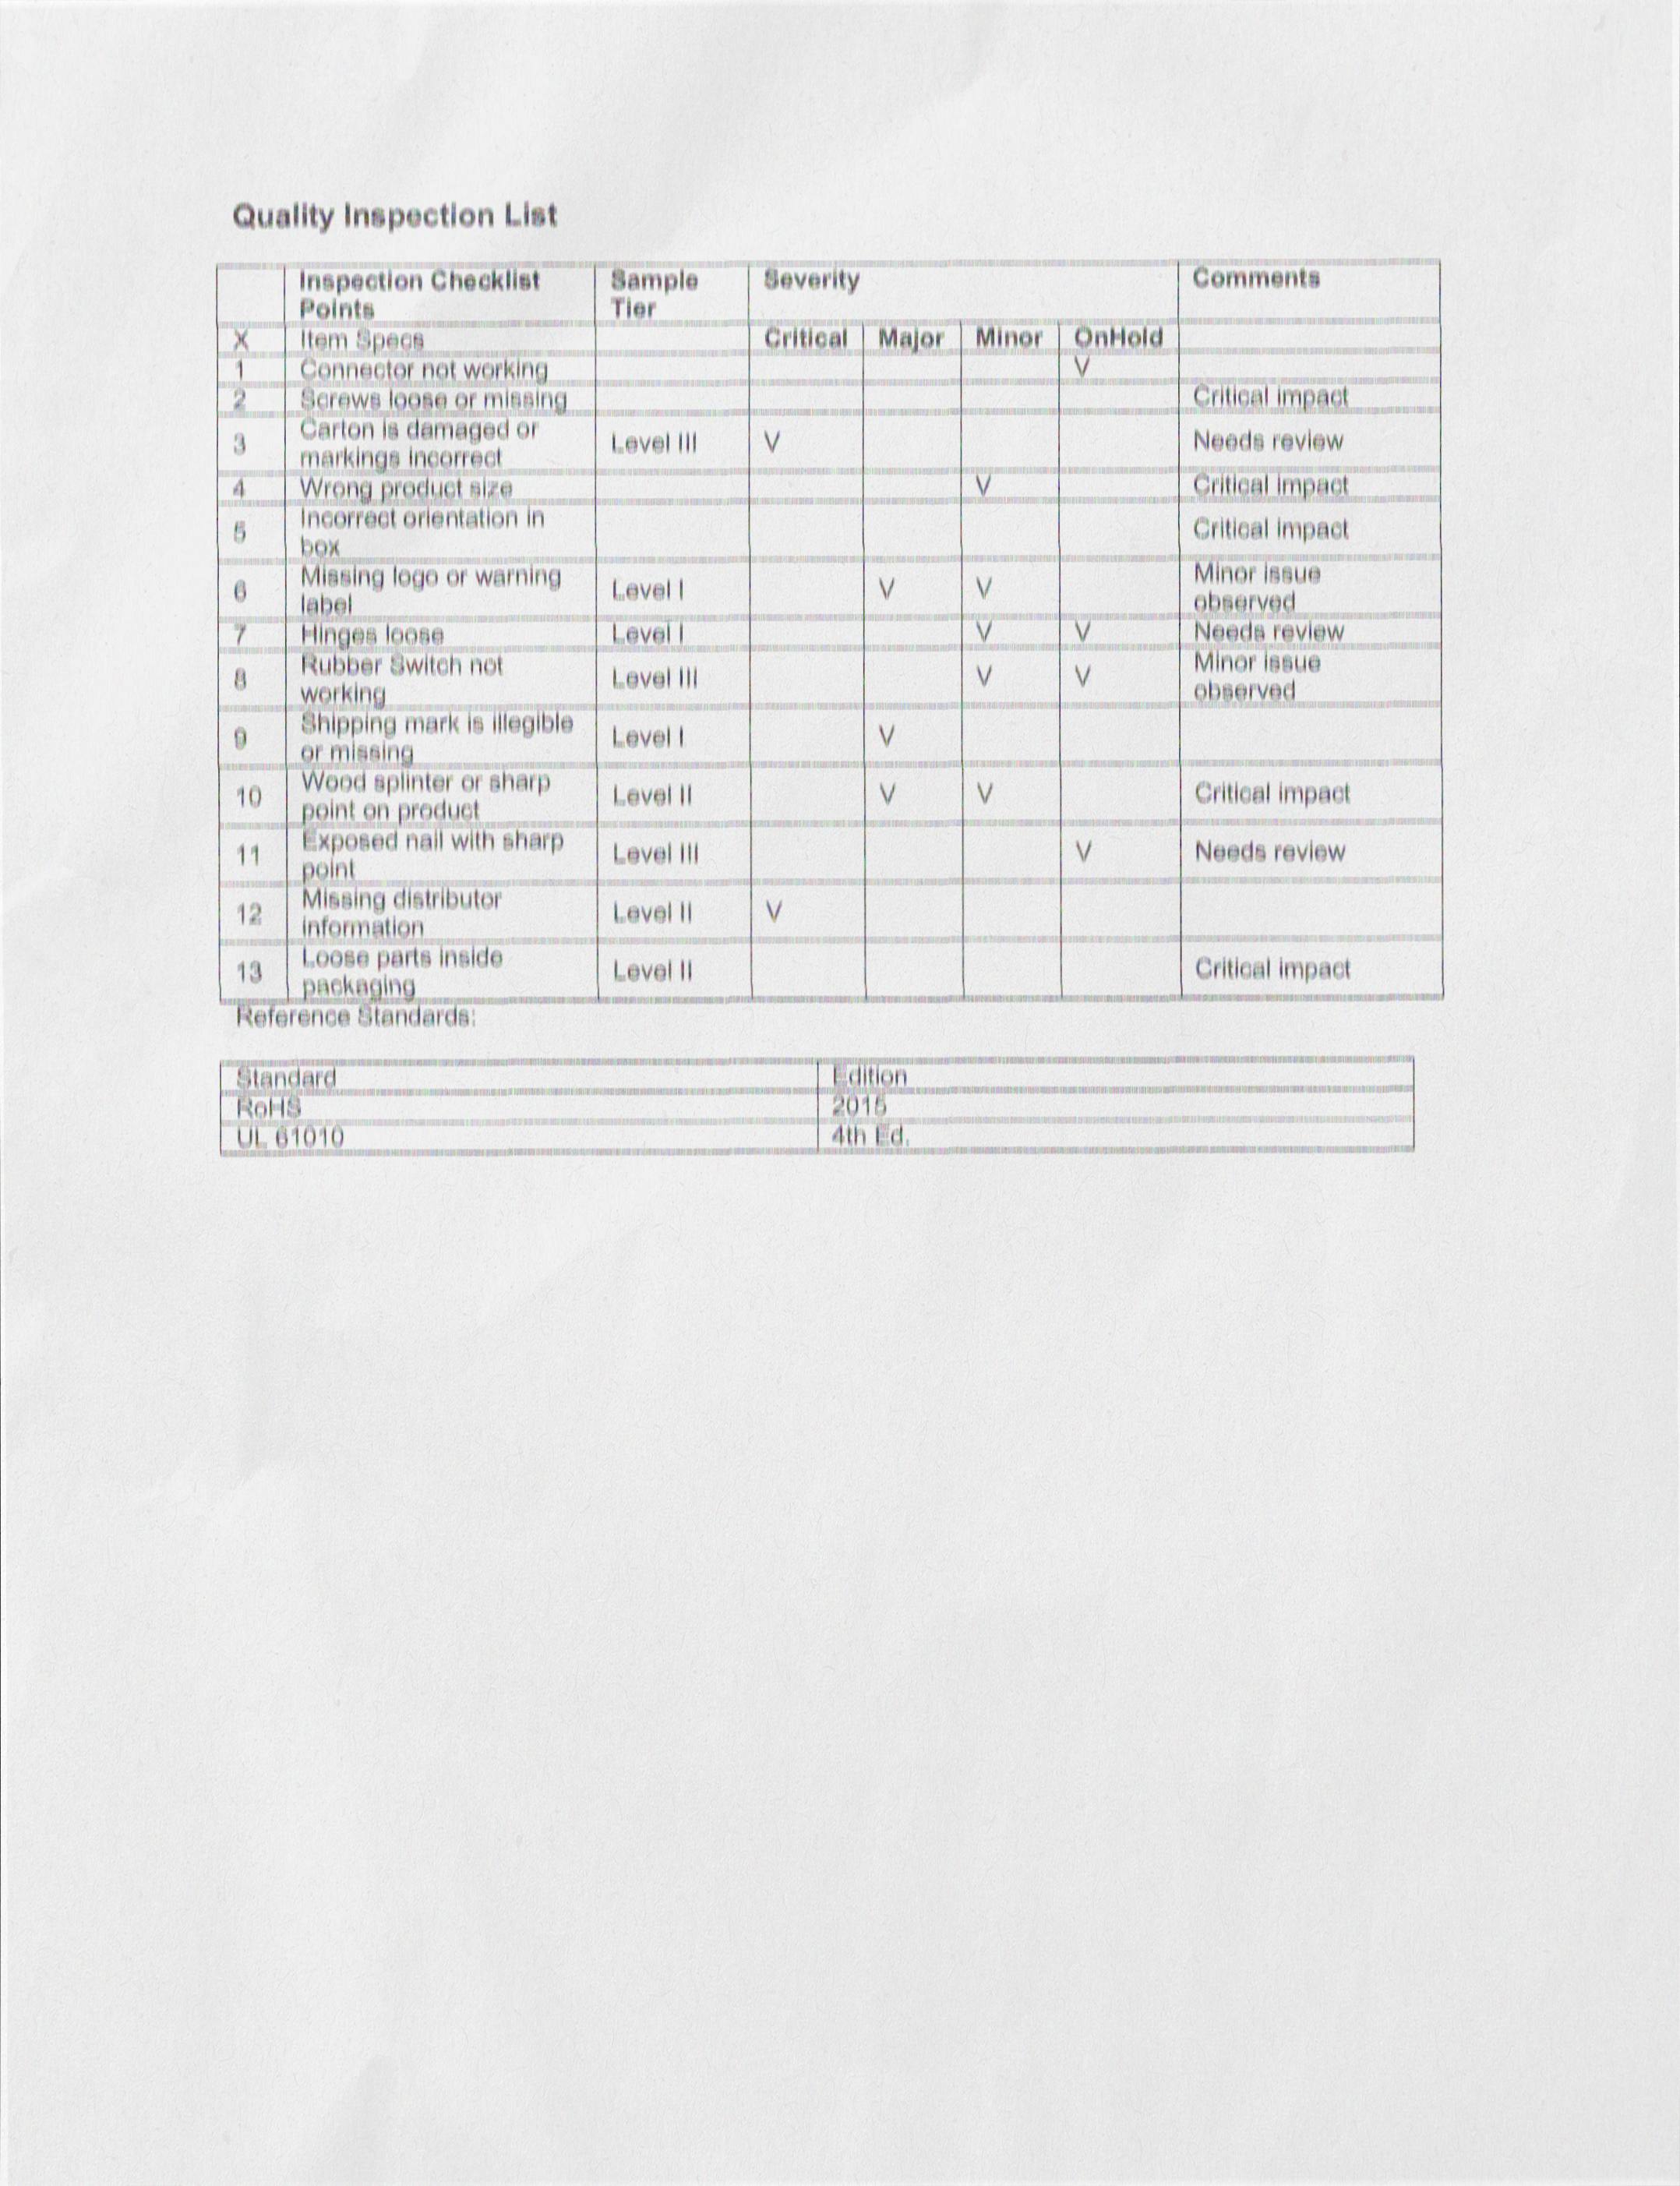 Quality Inspection List
Inspection Checklist Sample Severity Comments
Points Tier
X Item Specs Critical Major Minor OnHold
1 Connector not working V
2 Screws loose or missing Critical impact
3 Carton is damaged or markings incorrect Level III V Needs review
4 Wrong product size V Critical impact
5 Incorrect orientation in box Critical impact
6 Missing logo or warning label Level I V V Minor issue observed
7 Hinges loose Level I V V Needs review
8 Rubber Switch not working Level III V V Minor issue observed
9 Shipping mark is illegible or missing Level I V
10 Wood splinter or sharp point on product Level II V V Critical impact
11 Exposed nail with sharp point Level III V Needs review
12 Missing distributor information Level II V
13 Loose parts inside packaging Level II Critical impact
Reference Standards:
Standard Edition
RoHS 2015
UL 61010 4th Ed.